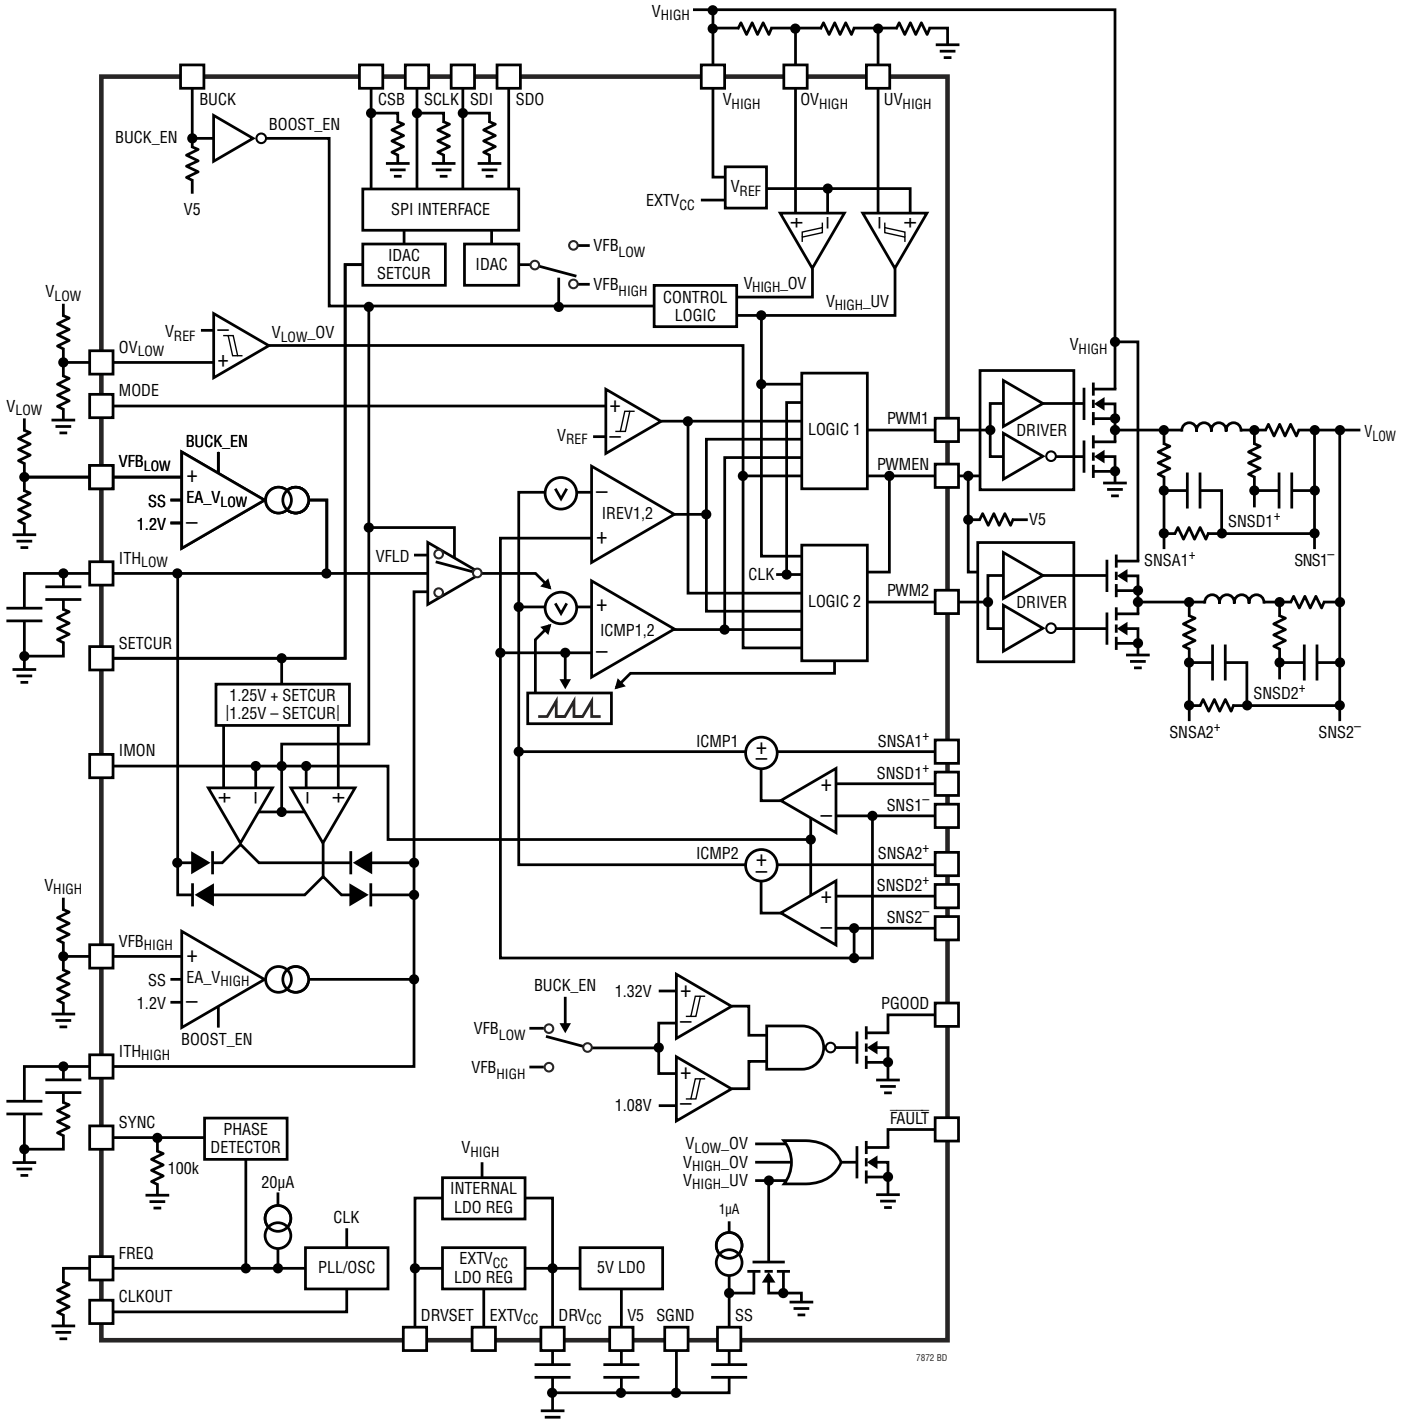 VHIGH
BUCK
CSB
SCLK
SDI
SDO
VHIGH
OVHIGH
UVHIGH
BUCK_EN
BOOST_EN
V5
SPI INTERFACE
VREF
EXTVCC
IDAC
SETCUR
IDAC
VFBLOW
VFBHIGH
CONTROL
LOGIC
VHIGH_OV
VHIGH_UV
VLOW
VREF
VLOW_OV
OVLOW
MODE
VREF
LOGIC 1
PWM1
PWMEN
VHIGH
DRIVER
VLOW
VLOW
BUCK_EN
VFBLOW
SS
EA_VLOW
1.2V
IREV1,2
V5
SNSD1+
SNSA1+
SNS1–
VFLD
ITHLOW
CLK
LOGIC 2
PWM2
DRIVER
ICMP1,2
SETCUR
1.25V + SETCUR
|1.25V – SETCUR|
SNSD2+
SNSA2+
SNS2–
IMON
ICMP1
SNSA1+
SNSD1+
SNS1–
ICMP2
SNSA2+
SNSD2+
SNS2–
VHIGH
VFBHIGH
SS
EA_VHIGH
1.2V
BOOST_EN
ITHHIGH
BUCK_EN
1.32V
VFBLOW
VFBHIGH
1.08V
PGOOD
FAULT
SYNC
PHASE
DETECTOR
100k
20µA
CLK
FREQ
PLL/OSC
CLKOUT
VHIGH
INTERNAL
LDO REG
EXTVCC
LDO REG
5V LDO
VLOW_OV
VHIGH_OV
VHIGH_UV
1µA
DRVSET
EXTVCC
DRVCC
V5
SGND
SS
7872 BD